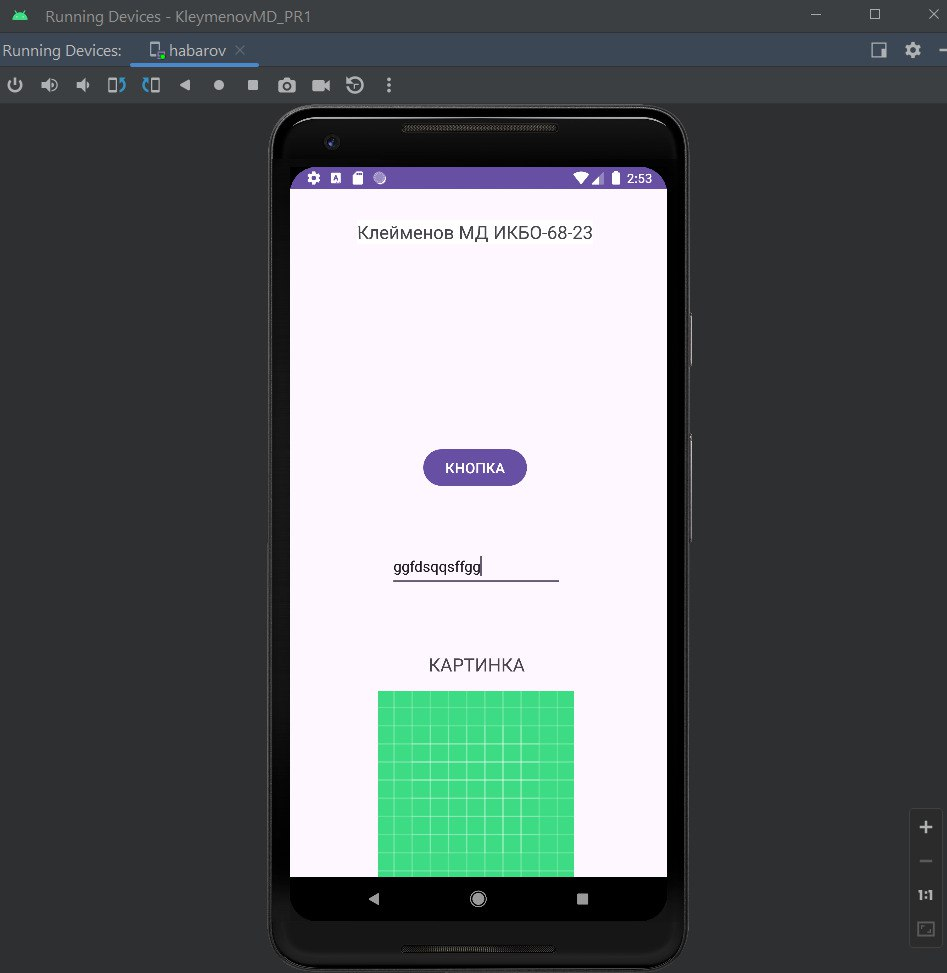 Running Devices - KleymenovMD_PR1
Running Devices:
habarov
2:53
Клейменов МД ИКБО-68-23
КНОПКА
ggfdsqqsffgg
КАРТИНКА
1:1